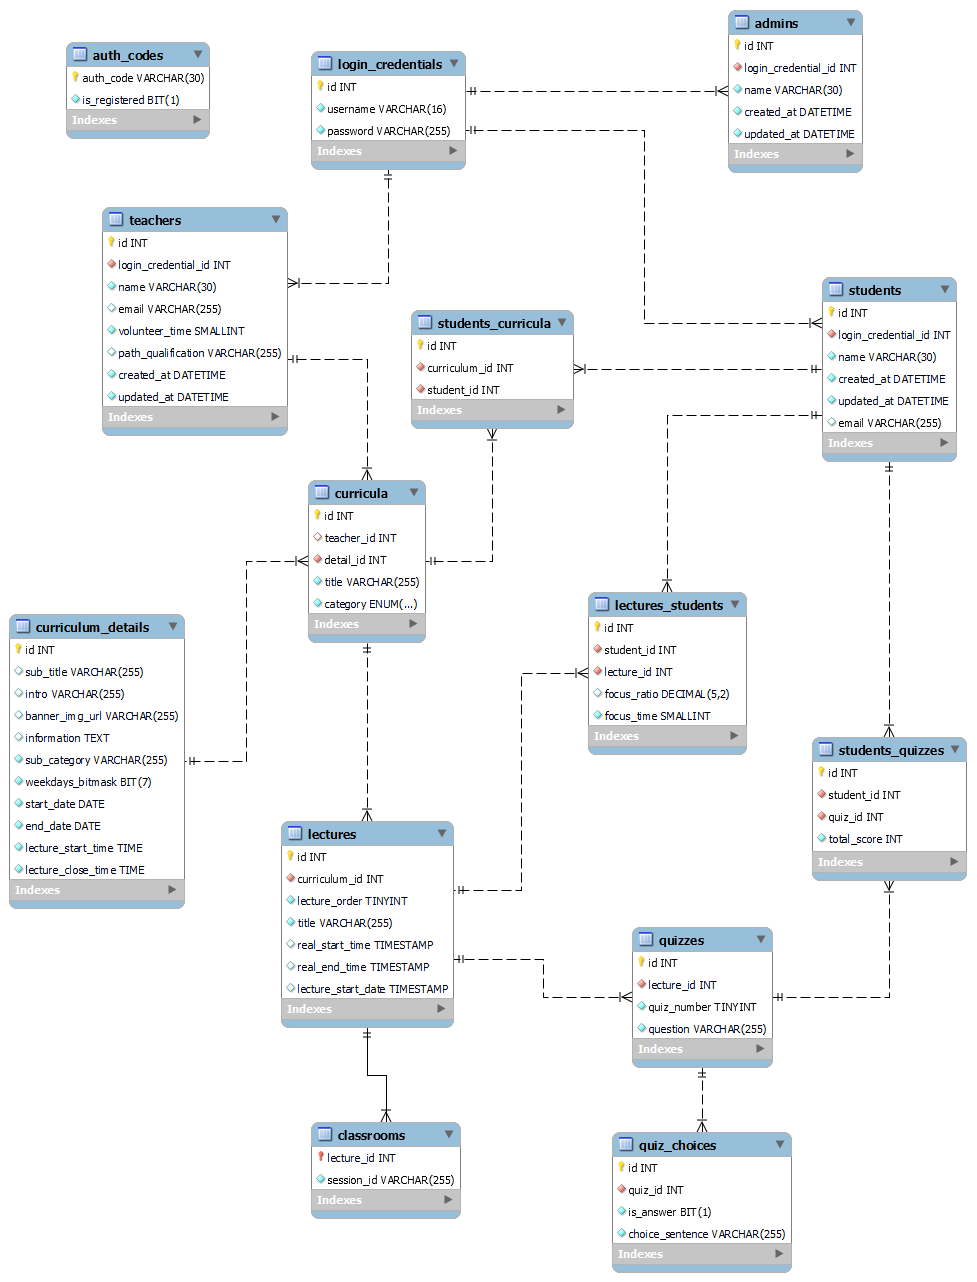 auth_codes
auth_code VARCHAR(30)
is_registered BIT(1)
Indexes
login_credentials
id INT
username VARCHAR(16)
password VARCHAR(255)
Indexes
admins
id INT
login_credential_id INT
name VARCHAR(30)
created_at DATETIME
updated_at DATETIME
Indexes
teachers
id INT
login_credential_id INT
name VARCHAR(30)
email VARCHAR(255)
volunteer_time SMALLINT
path_qualification VARCHAR(255)
created_at DATETIME
updated_at DATETIME
Indexes
students_curricula
id INT
curriculum_id INT
student_id INT
Indexes
students
id INT
login_credential_id INT
name VARCHAR(30)
created_at DATETIME
updated_at DATETIME
email VARCHAR(255)
Indexes
curricula
id INT
teacher_id INT
detail_id INT
title VARCHAR(255)
category ENUM(...)
Indexes
curriculum_details
id INT
sub_title VARCHAR(255)
intro VARCHAR(255)
banner_img_url VARCHAR(255)
information TEXT
sub_category VARCHAR(255)
weekdays_bitmask BIT(7)
start_date DATE
end_date DATE
lecture_start_time TIME
lecture_close_time TIME
Indexes
lectures_students
id INT
student_id INT
lecture_id INT
focus_ratio DECIMAL(5,2)
focus_time SMALLINT
Indexes
students_quizzes
id INT
student_id INT
quiz_id INT
total_score INT
Indexes
lectures
id INT
curriculum_id INT
lecture_order TINYINT
title VARCHAR(255)
real_start_time TIMESTAMP
real_end_time TIMESTAMP
lecture_start_date TIMESTAMP
Indexes
quizzes
id INT
lecture_id INT
quiz_number TINYINT
question VARCHAR(255)
Indexes
classrooms
lecture_id INT
session_id VARCHAR(255)
Indexes
quiz_choices
id INT
quiz_id INT
is_answer BIT(1)
choice_sentence VARCHAR(255)
Indexes